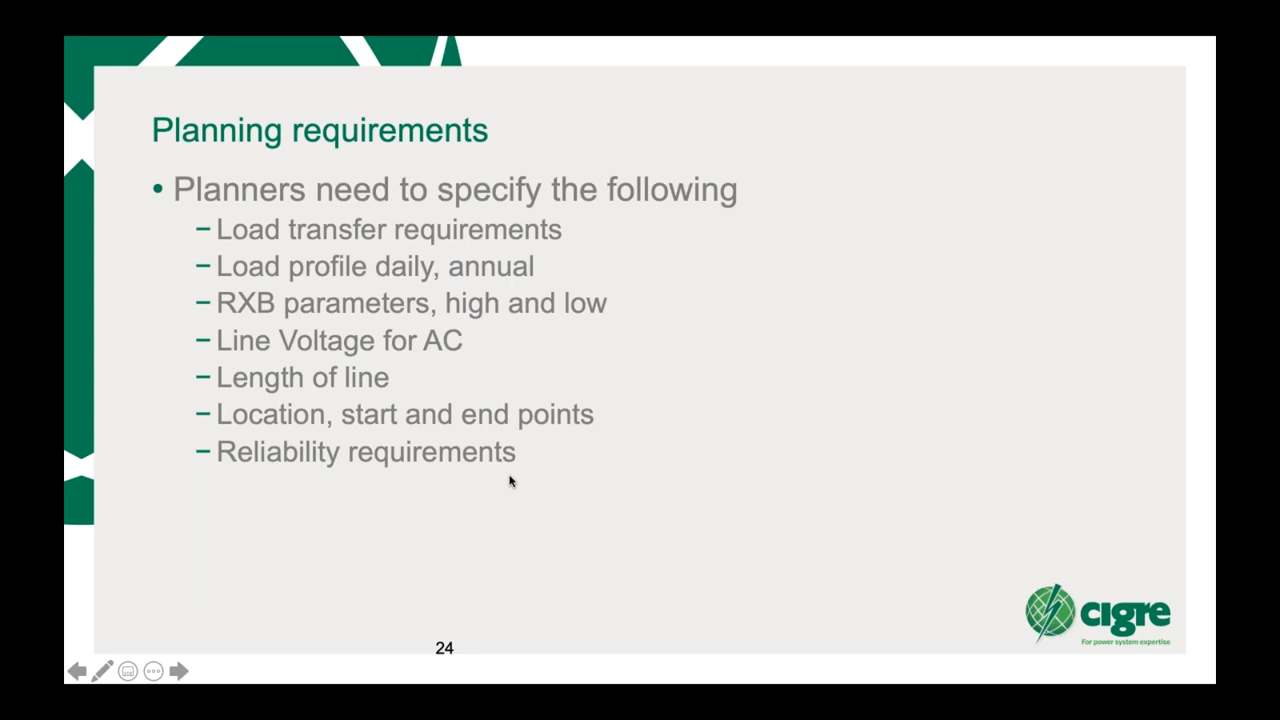 Planning requirements
• Planners need to specify the following
– Load transfer requirements
– Load profile daily, annual
– RXB parameters, high and low
– Line Voltage for AC
– Length of line
– Location, start and end points
– Reliability requirements
cigre
For power system expertise
24